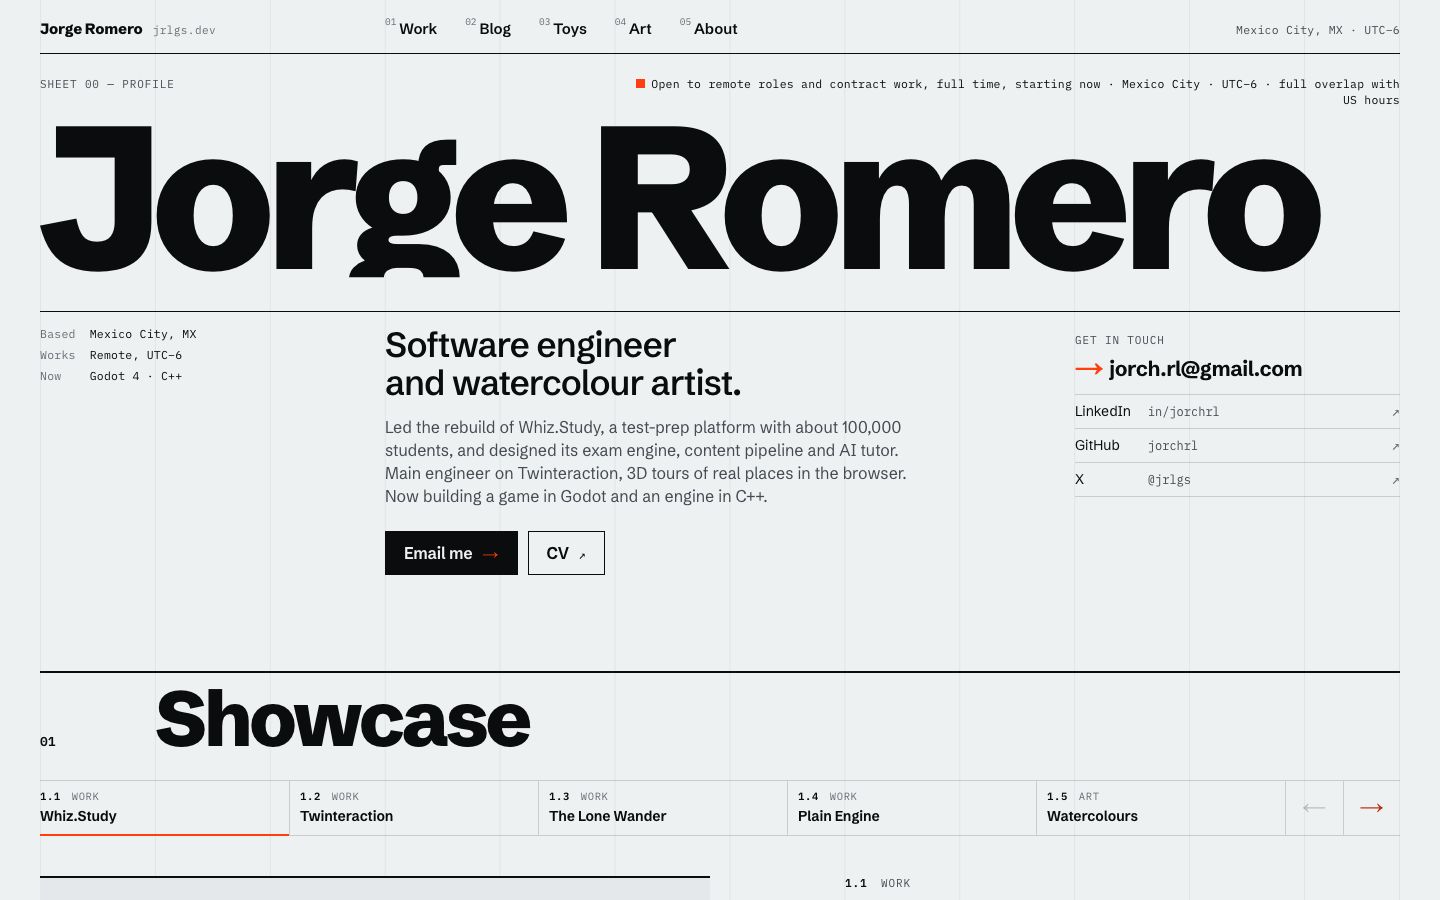 Jorge Romero jrlgs.dev 01 Work 02 Blog 03 Toys 04 Art 05 About Mexico City, MX · UTC−6
SHEET 00 — PROFILE
Open to remote roles and contract work, full time, starting now · Mexico City · UTC−6 · full overlap with
US hours
Jorge Romero
Based Mexico City, MX
Works Remote, UTC−6
Now Godot 4 · C++
Software engineer
and watercolour artist.
Led the rebuild of Whiz.Study, a test-prep platform with about 100,000
students, and designed its exam engine, content pipeline and AI tutor.
Main engineer on Twinteraction, 3D tours of real places in the browser.
Now building a game in Godot and an engine in C++.
Email me →
CV ↗
GET IN TOUCH
→ jorch.rl@gmail.com
LinkedIn in/jorchrl ↗
GitHub jorchrl ↗
X @jrlgs ↗
01 Showcase
1.1 WORK
Whiz.Study
1.2 WORK
Twinteraction
1.3 WORK
The Lone Wander
1.4 WORK
Plain Engine
1.5 ART
Watercolours
← →
1.1 WORK